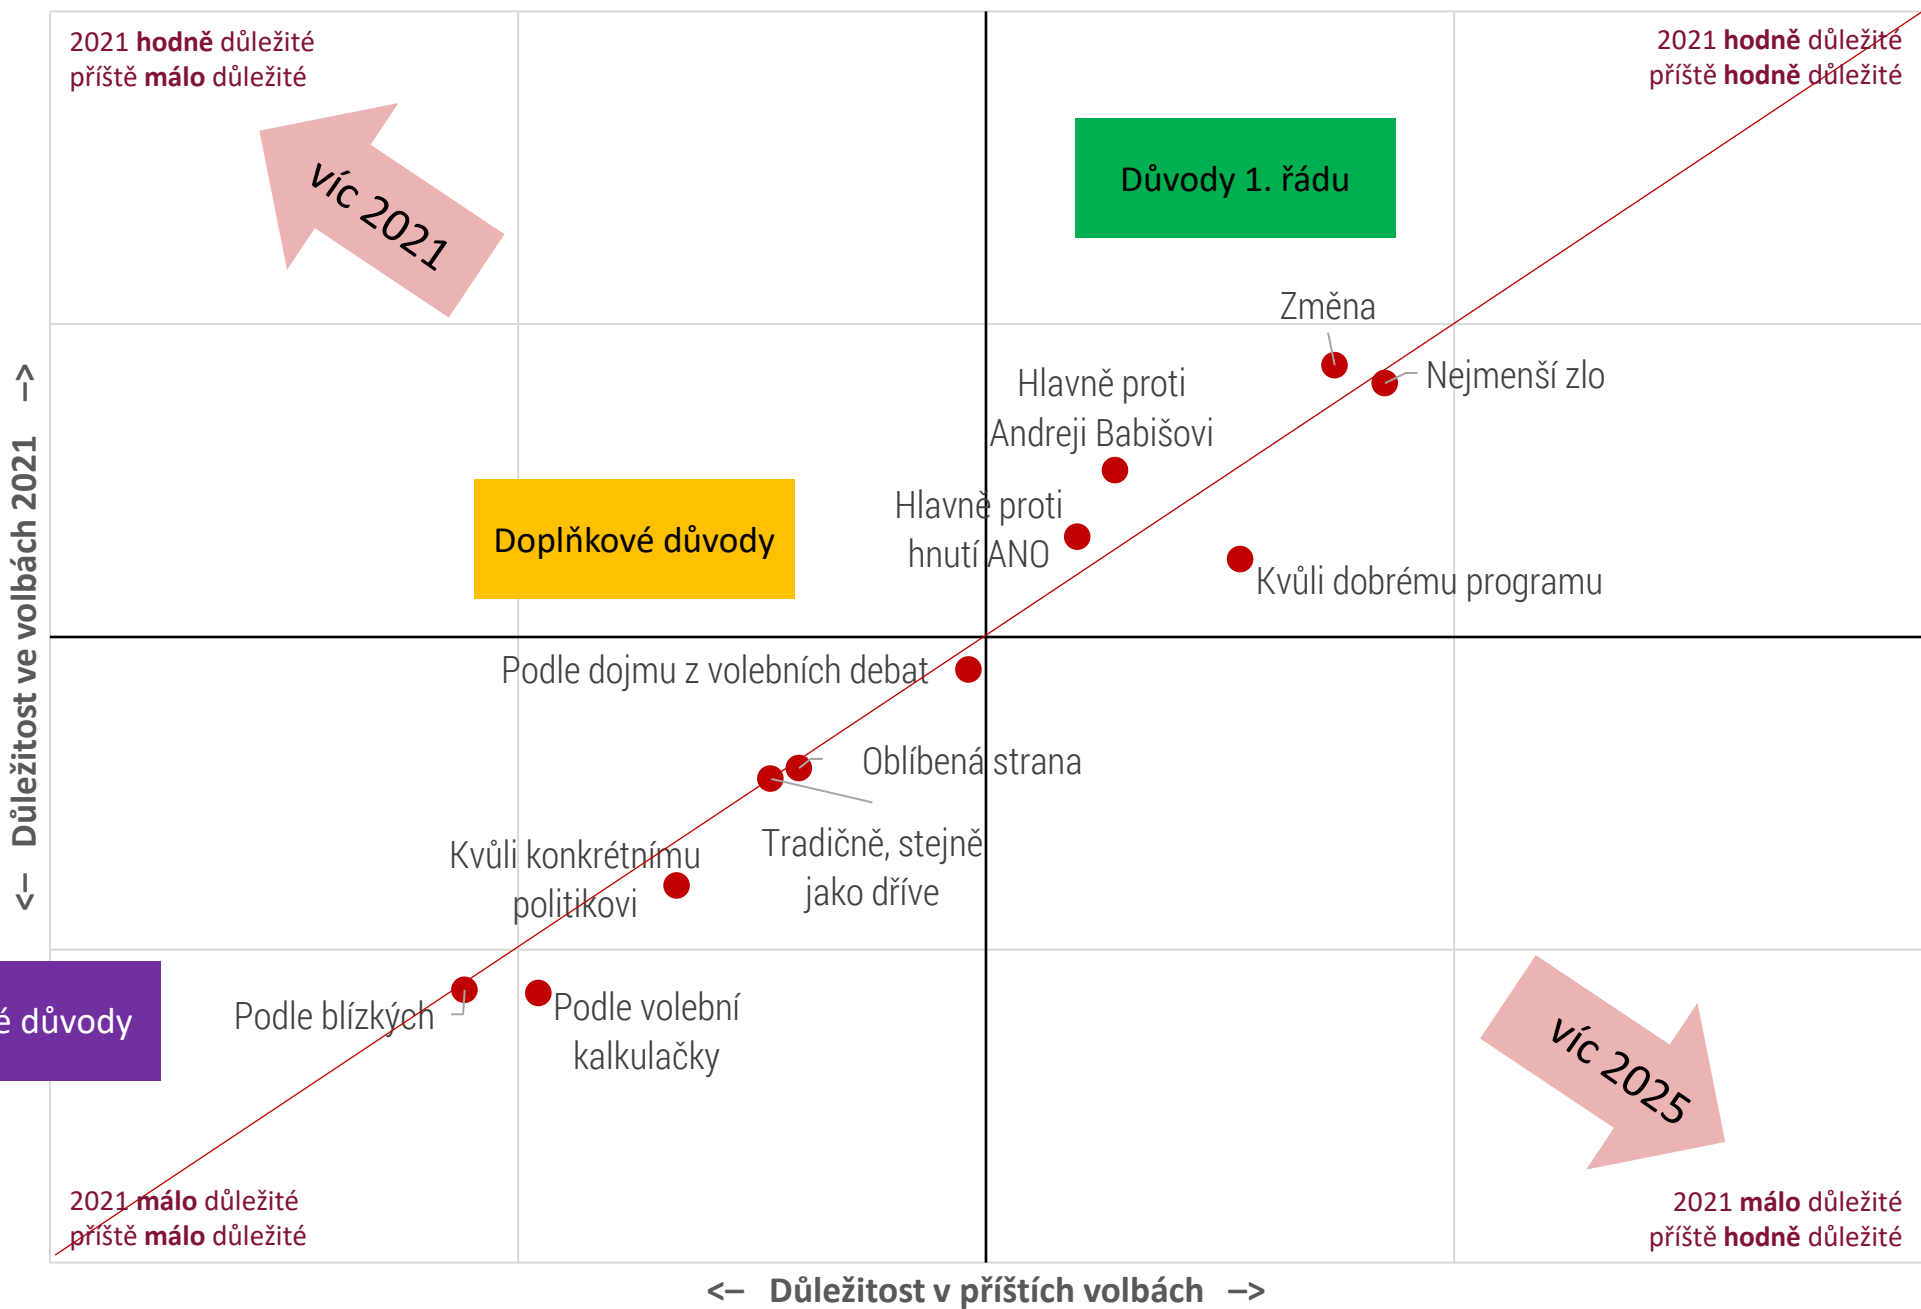 2021 hodně důležité
příště málo důležité
2021 hodně důležité
příště hodně důležité
víc 2021
Důvody 1. řádu
Změna
Nejmenší zlo
Hlavně proti
Andreji Babišovi
Hlavně proti
hnutí ANO
Kvůli dobrému programu
Doplňkové důvody
<– Důležitost ve volbách 2021 –>
Podle dojmu z volebních debat
Oblíbená strana
Tradičně, stejně
jako dříve
Kvůli konkrétnímu
politikovi
é důvody
Podle blízkých
Podle volební
kalkulačky
víc 2025
2021 málo důležité
příště málo důležité
2021 málo důležité
příště hodně důležité
<– Důležitost v příštích volbách –>